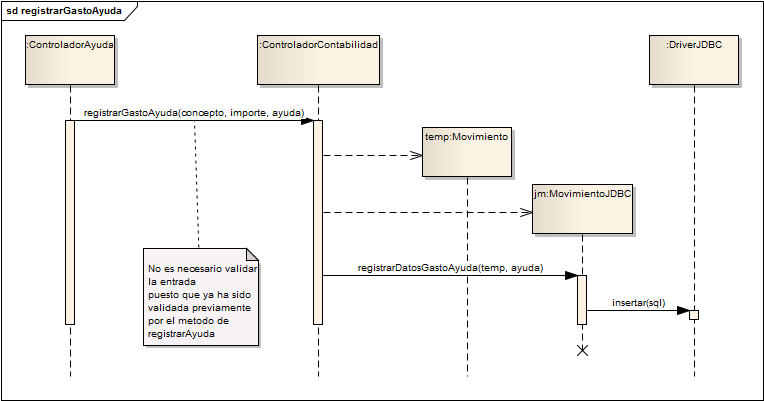 sd registrarGastoAyuda
:ControladorAyuda
:ControladorContabilidad
:DriverJDBC
registrarGastoAyuda(concepto, importe, ayuda)
temp:Movimiento
jm:MovimientoJDBC
No es necesario validar
la entrada
puesto que ya ha sido
validada previamente
por el metodo de
registrarAyuda
registrarDatosGastoAyuda(temp, ayuda)
insertar(sql)